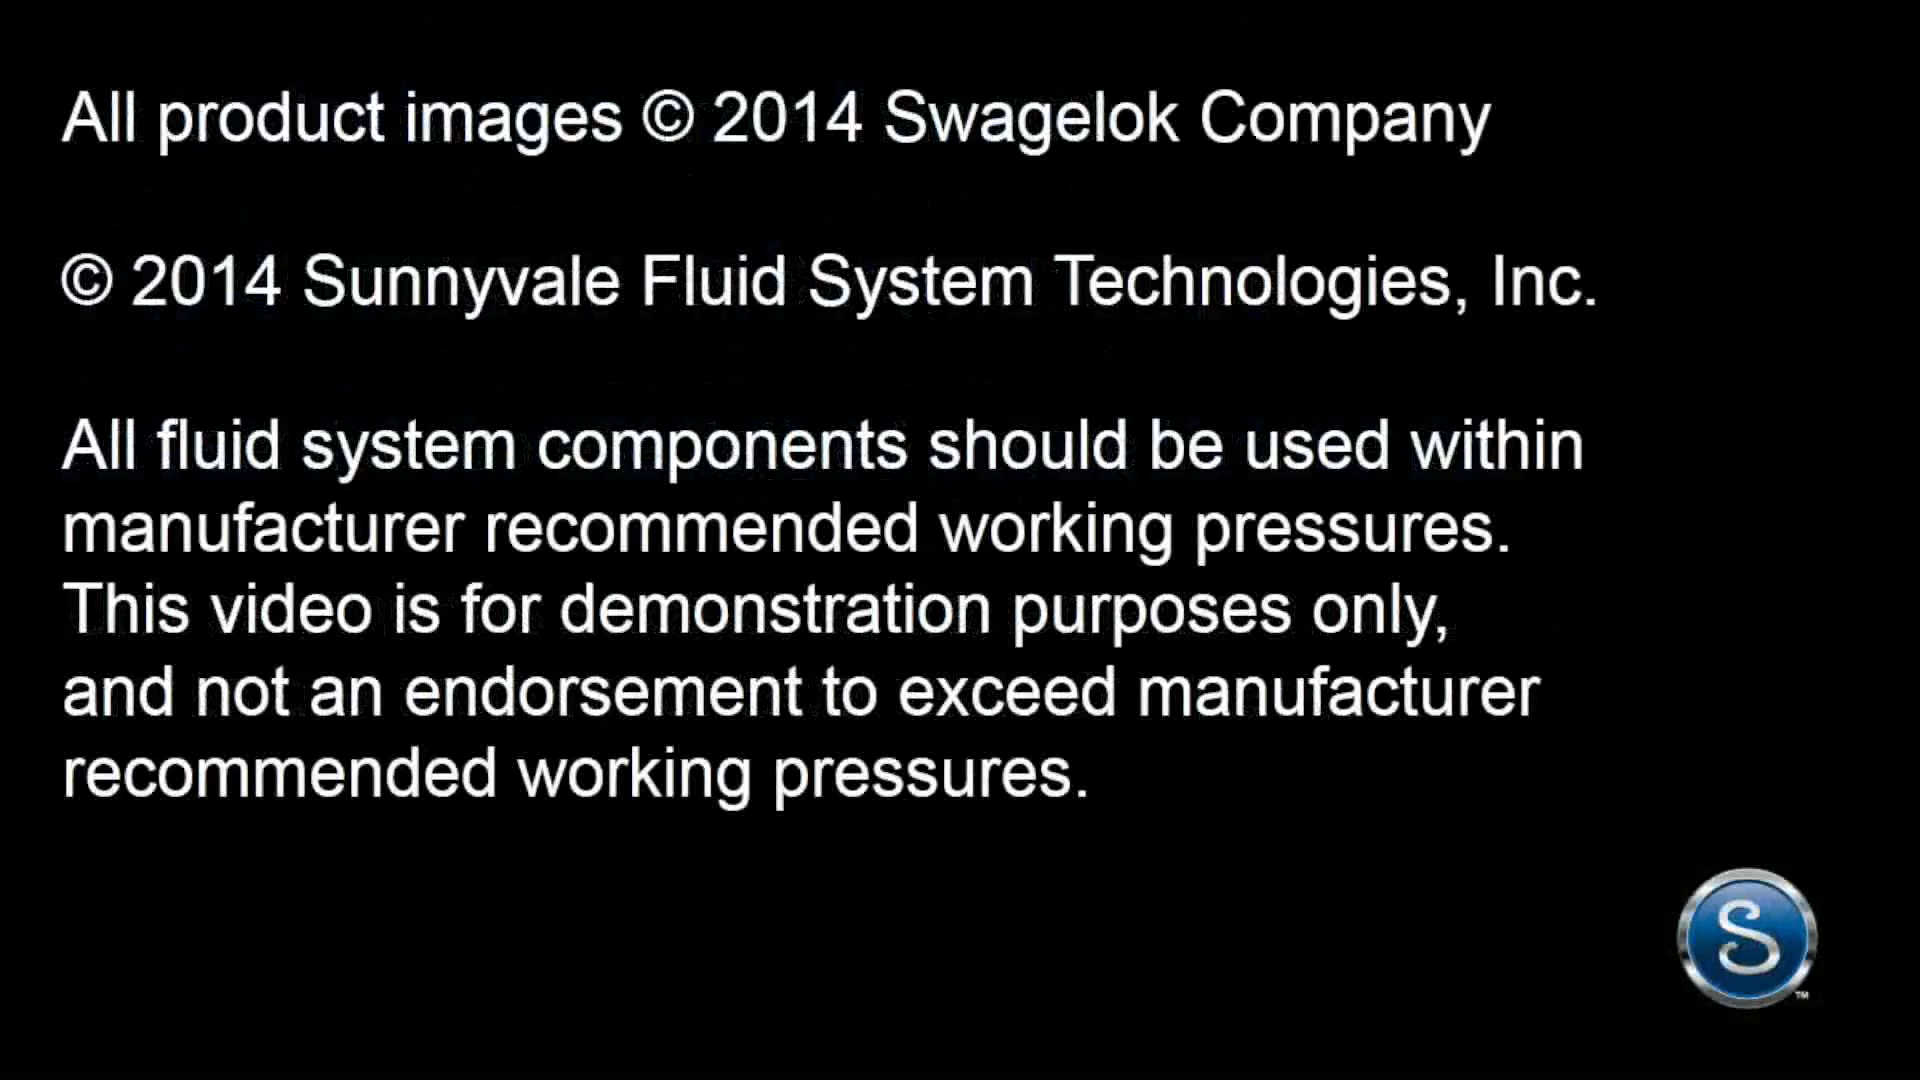 All product images © 2014 Swagelok Company
© 2014 Sunnyvale Fluid System Technologies, Inc.
All fluid system components should be used within
manufacturer recommended working pressures.
This video is for demonstration purposes only,
and not an endorsement to exceed manufacturer
recommended working pressures.
S
TM